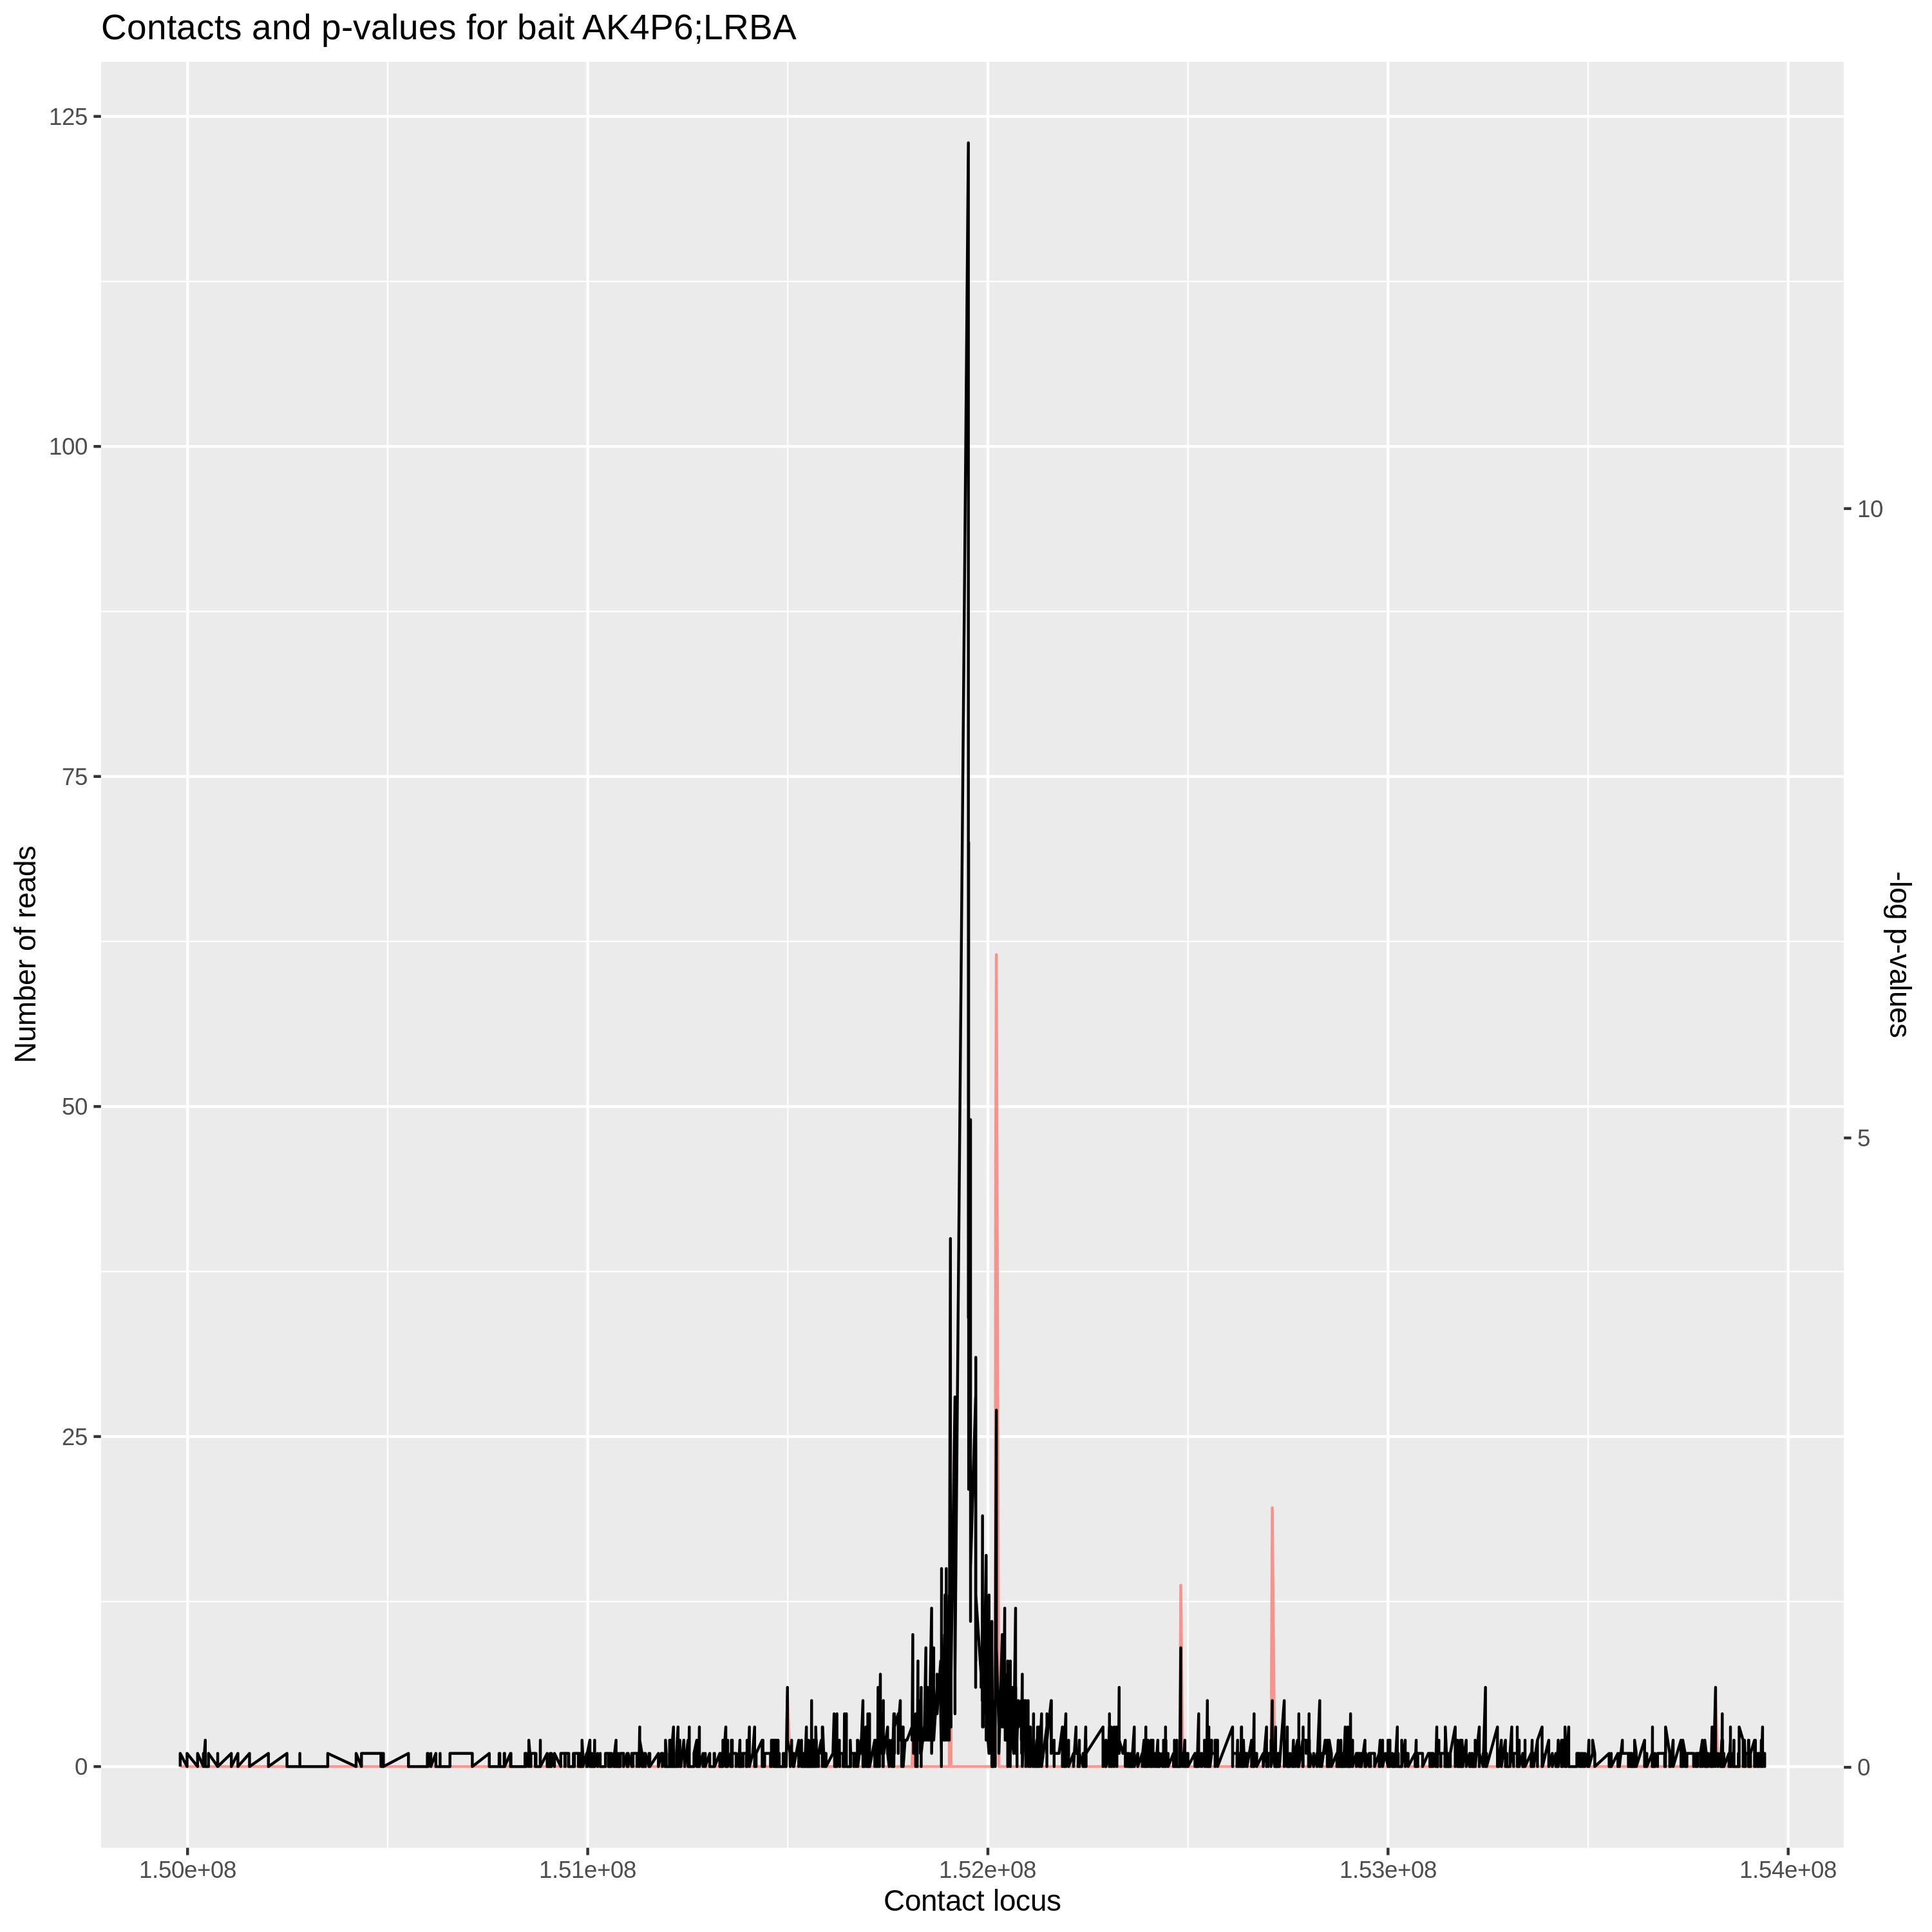 Contacts and p-values for bait AK4P6;LRBA
125
100
75
50
25
0
Number of reads
10
5
0
-log p-values
1.50e+08
1.51e+08
1.52e+08
1.53e+08
1.54e+08
Contact locus